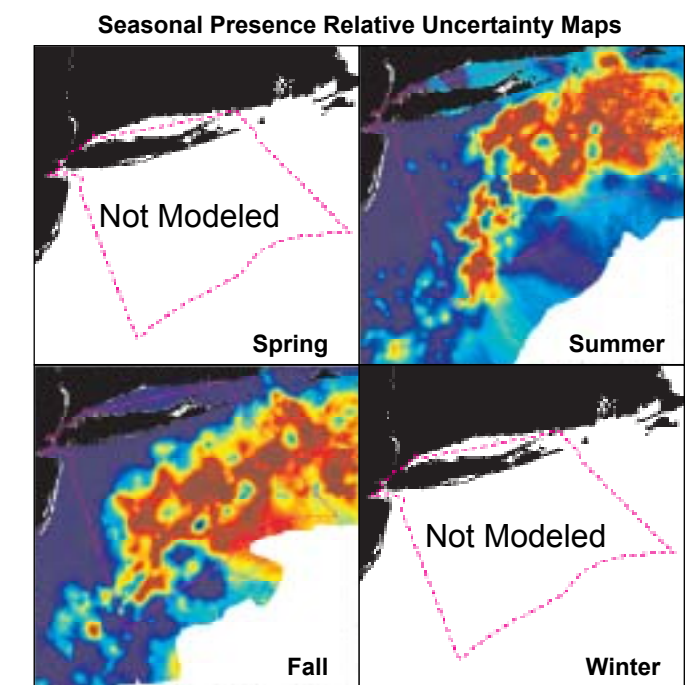 Seasonal Presence Relative Uncertainty Maps
Not Modeled
Spring
Summer
Fall
Not Modeled
Winter